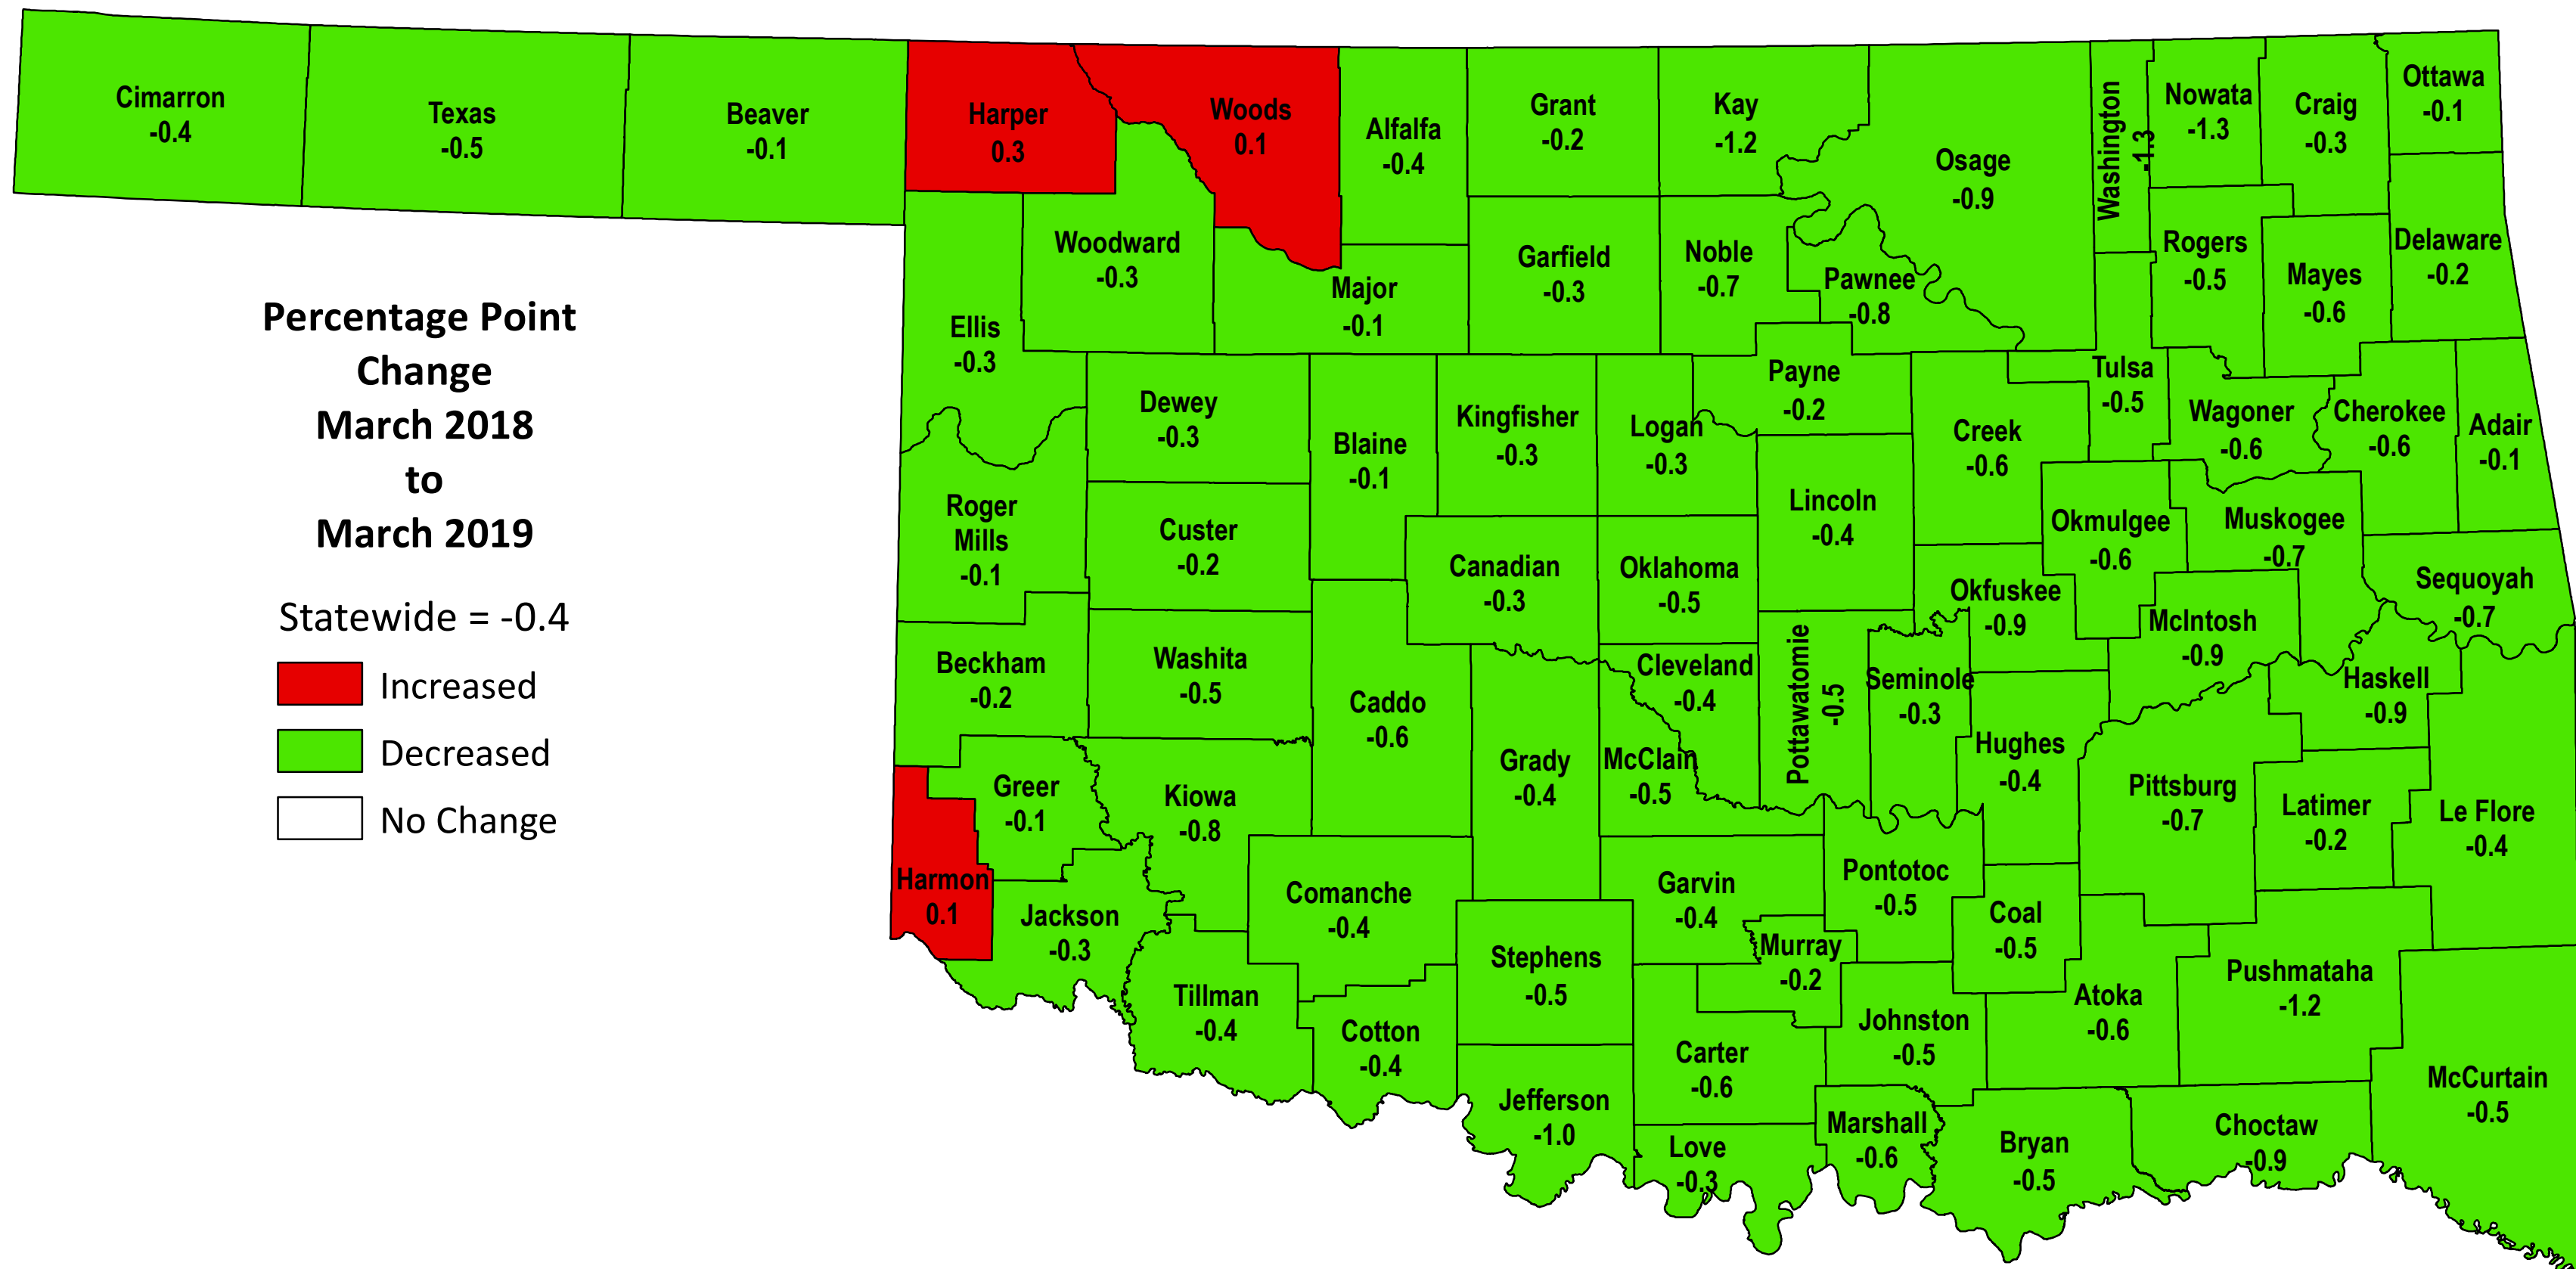 Percentage Point
Change
March 2018
to
March 2019
Statewide = -0.4
Increased
Decreased
No Change
Cimarron
-0.4
Texas
-0.5
Beaver
-0.1
Harper
0.3
Woods
0.1
Alfalfa
-0.4
Grant
-0.2
Kay
-1.2
Osage
-0.9
Washington
-1.3
Nowata
-1.3
Craig
-0.3
Ottawa
-0.1
Ellis
-0.3
Woodward
-0.3
Major
-0.1
Garfield
-0.3
Noble
-0.7
Pawnee
-0.8
Rogers
-0.5
Mayes
-0.6
Delaware
-0.2
Dewey
-0.3
Blaine
-0.1
Kingfisher
-0.3
Logan
-0.3
Payne
-0.2
Creek
-0.6
Tulsa
-0.5
Wagoner
-0.6
Cherokee
-0.6
Adair
-0.1
Roger
Mills
-0.1
Custer
-0.2
Canadian
-0.3
Oklahoma
-0.5
Lincoln
-0.4
Okmulgee
-0.6
Muskogee
-0.7
Okfuskee
-0.9
McIntosh
-0.9
Sequoyah
-0.7
Beckham
-0.2
Washita
-0.5
Caddo
-0.6
Grady
-0.4
Cleveland
-0.4
McClain
-0.5
Pottawatomie
-0.5
Seminole
-0.3
Hughes
-0.4
Haskell
-0.9
Pittsburg
-0.7
Latimer
-0.2
Le Flore
-0.4
Greer
-0.1
Kiowa
-0.8
Harmon
0.1
Jackson
-0.3
Comanche
-0.4
Garvin
-0.4
Pontotoc
-0.5
Coal
-0.5
Tillman
-0.4
Cotton
-0.4
Stephens
-0.5
Murray
-0.2
Johnston
-0.5
Atoka
-0.6
Pushmataha
-1.2
McCurtain
-0.5
Jefferson
-1.0
Carter
-0.6
Love
-0.3
Marshall
-0.6
Bryan
-0.5
Choctaw
-0.9